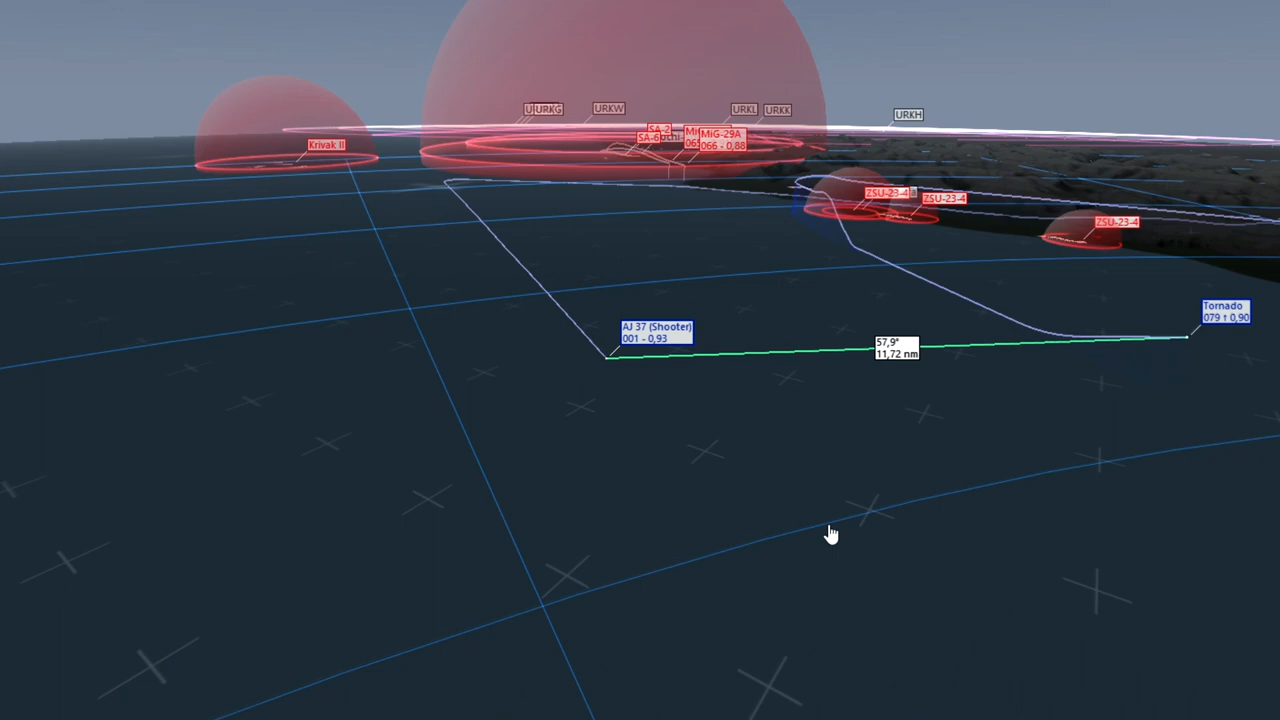 URKG
URKW
URKL
URKK
URKH
SA-2
SA-6
MiG-29A
066 - 0,88
Krivak II
ZSU-23-4
ZSU-23-4
ZSU-23-4
Tornado
079 ↑ 0,90
AJ 37 (Shooter)
001 - 0,93
57,9°
11,72 nm